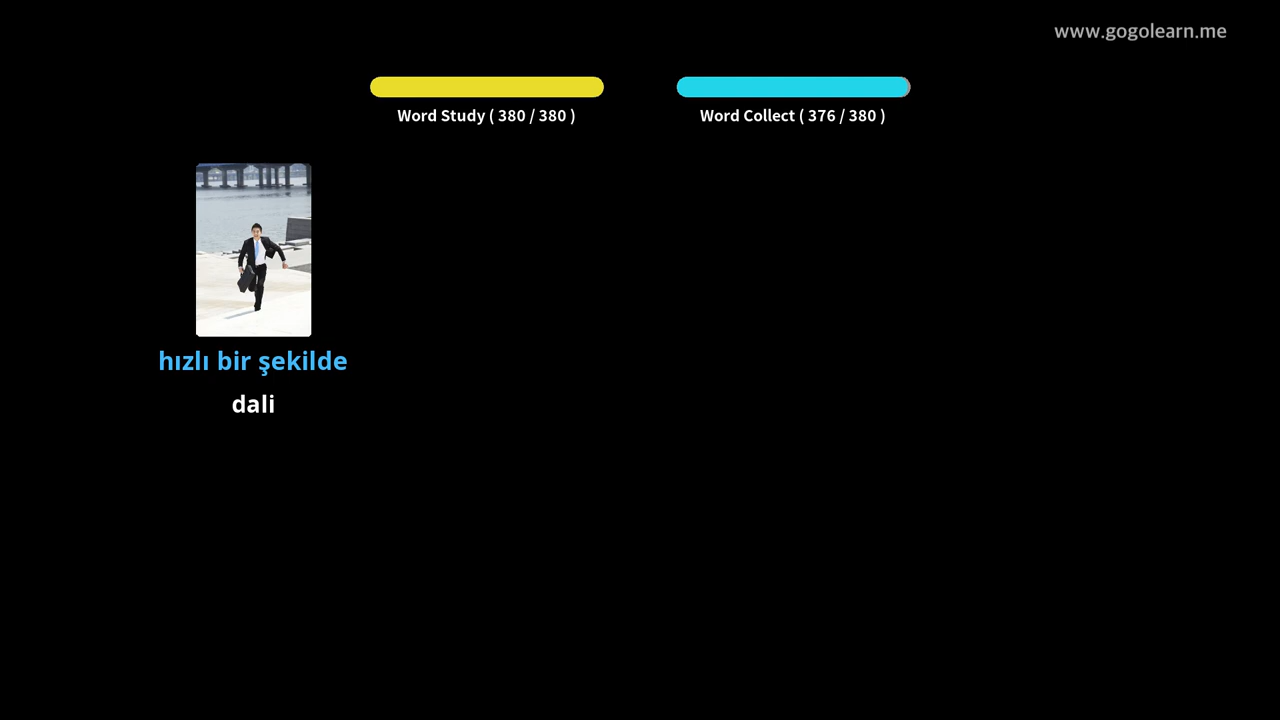 www.gogolearn.me
Word Study ( 380 / 380 )
Word Collect ( 376 / 380 )
hızlı bir şekilde
dali